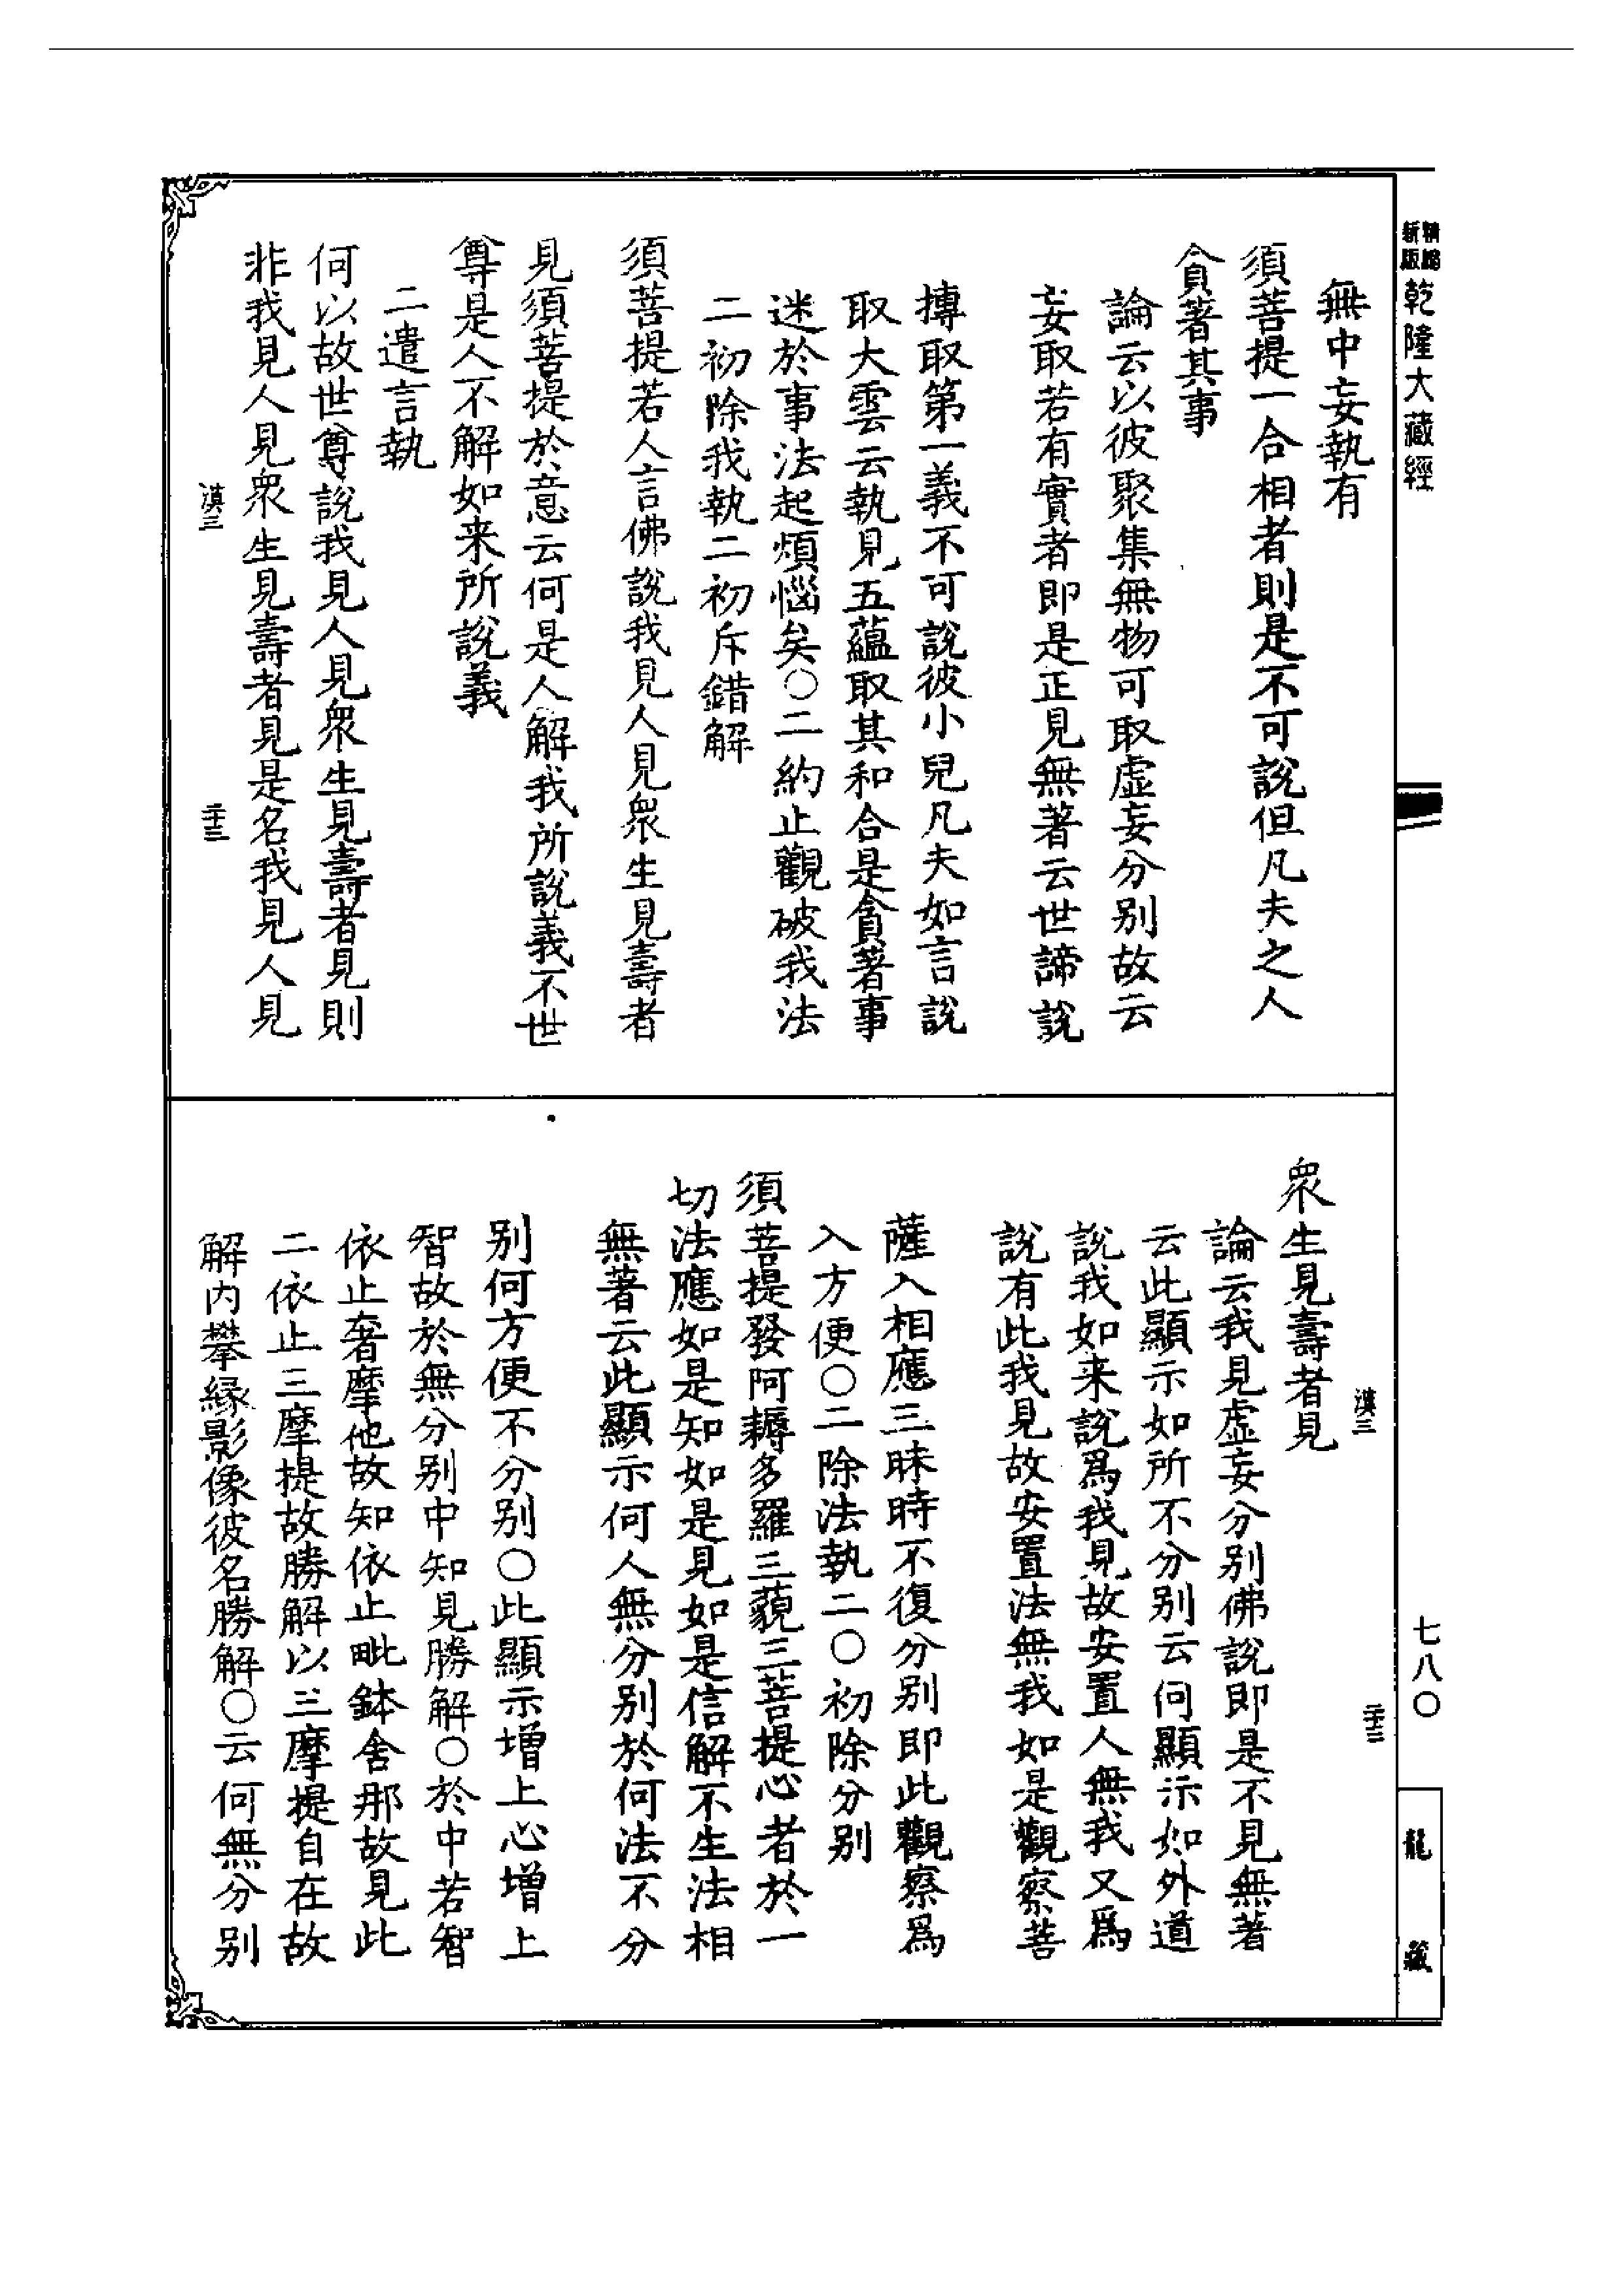 精縮
新版
乾隆大藏經
無中妄執有
須菩提一合相者則是不可說但凡夫之人
貪著其事
論云以彼聚集無物可取虛妄分別故云
妄取若有實者即是正見無著云世諦說
摶取第一義不可說彼小兒凡夫如言說
取大雲云執見五蘊取其和合是貪著事
迷於事法起煩惱矣〇二約止觀破我法
二初除我執二初斥錯解
須菩提若人言佛說我見人見眾生見壽者
見須菩提於意云何是人解我所說義不世
尊是人不解如来所說義
二遣言執
何以故世尊說我見人見眾生見壽者見則
非我見人見眾生見壽者見是名我見人見
滇三
二十三
眾生見壽者見
滇三
二十三
論云我見虛妄分別佛說即是不見無著
云此顯示如所不分別云何顯示如外道
說我如来說為我見故安置人無我又為
說有此我見故安置法無我如是觀察菩
薩入相應三昧時不復分別即此觀察為
入方便〇二除法執二〇初除分別
須菩提發阿耨多羅三藐三菩提心者於一
切法應如是知如是見如是信解不生法相
無著云此顯示何人無分別於何法不分
別何方便不分別〇此顯示增上心增上
智故於無分別中知見勝解〇於中若智
依止奢摩他故知依止毗鉢舍那故見此
二依止三摩提故勝解以三摩提自在故
解內攀緣影像彼名勝解〇云何無分別
七八〇
龍藏